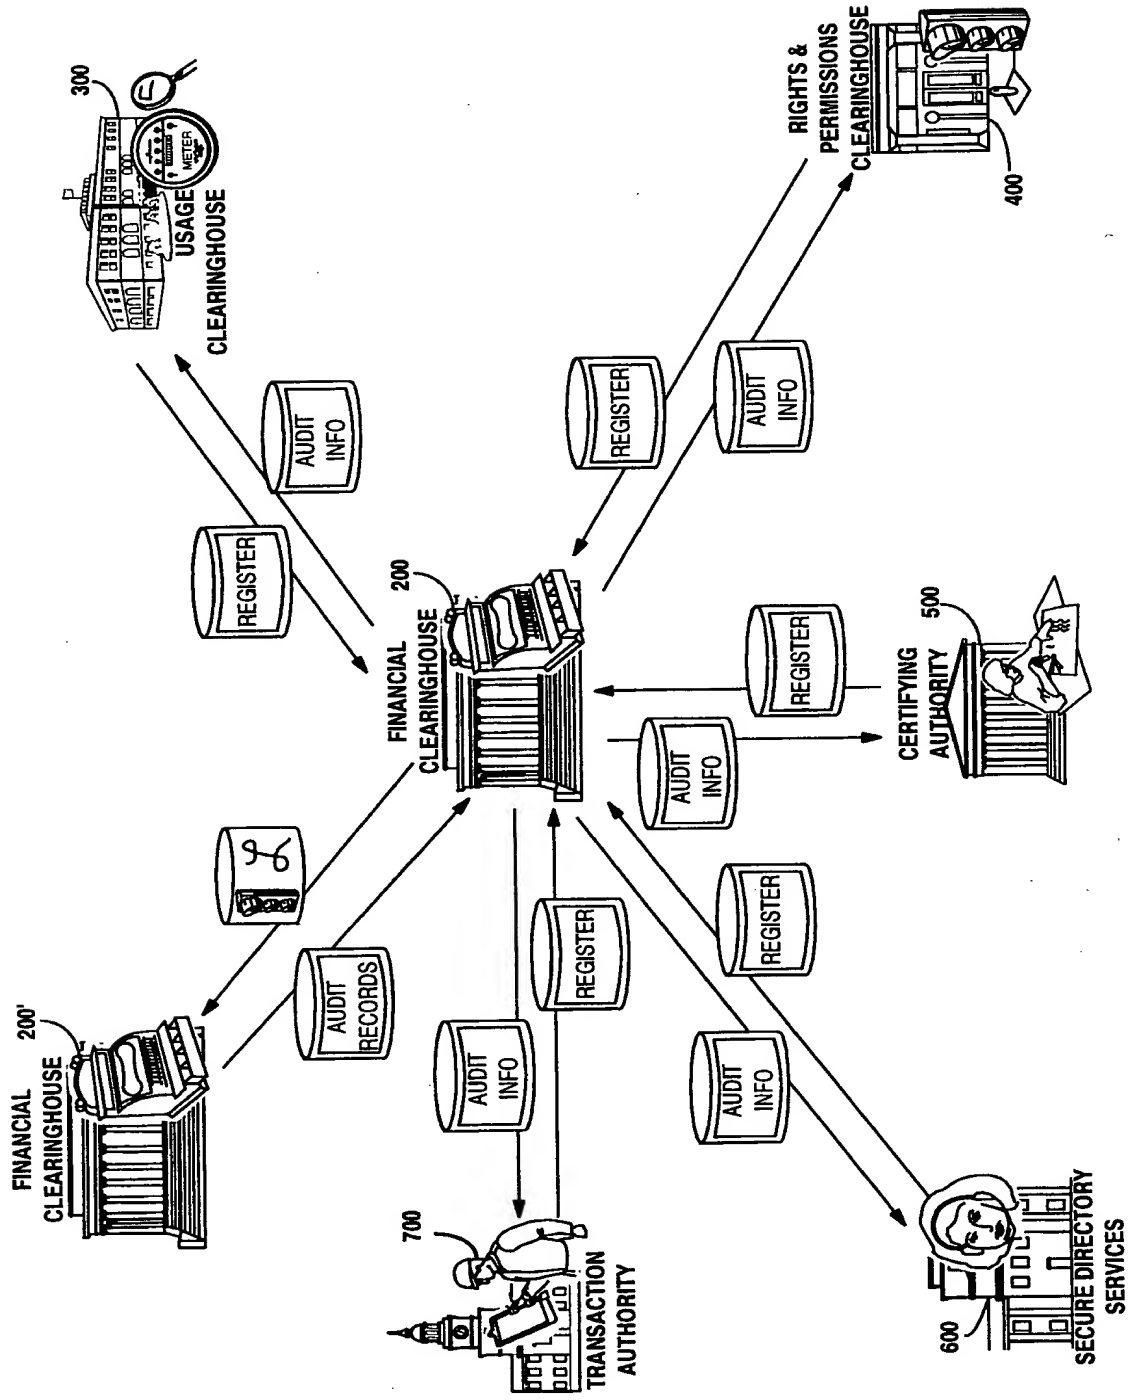 FINANCIAL
CLEARINGHOUSE
200'
AUDIT
RECORDS
300
METER
USAGE
CLEARINGHOUSE
REGISTER
AUDIT
INFO
FINANCIAL
CLEARINGHOUSE
200
700
TRANSACTION
AUTHORITY
AUDIT
INFO
REGISTER
REGISTER
AUDIT
INFO
RIGHTS &
PERMISSIONS
CLEARINGHOUSE
400
AUDIT
INFO
REGISTER
600
SECURE DIRECTORY
SERVICES
AUDIT
INFO
REGISTER
CERTIFYING
AUTHORITY
500